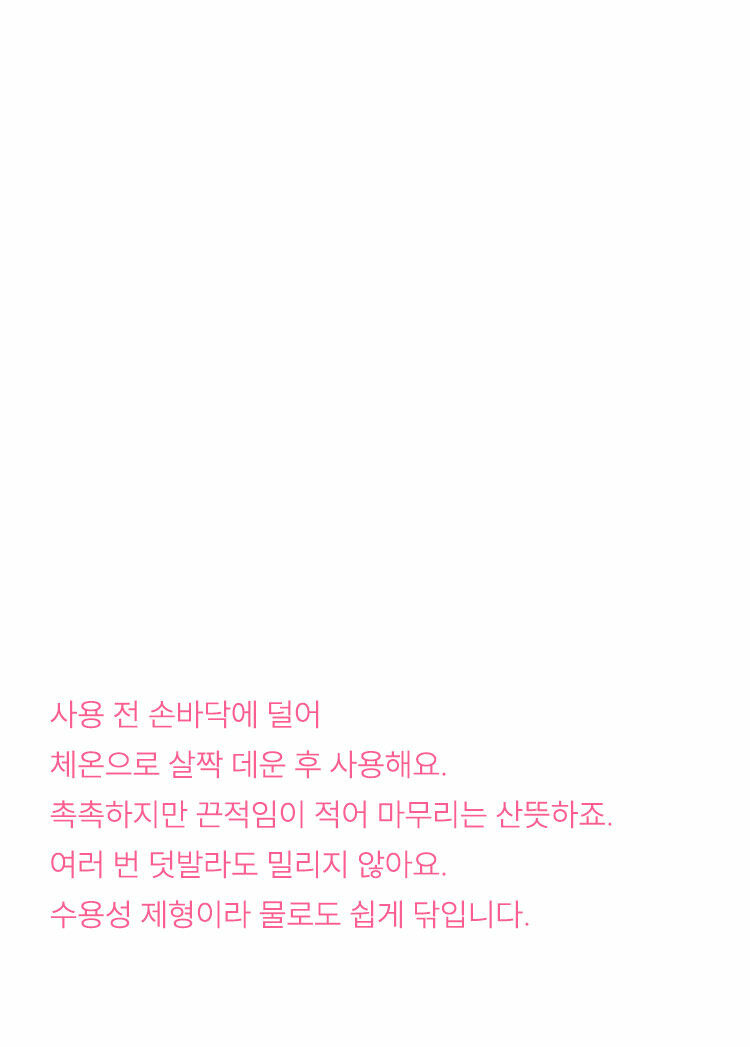 사용 전 손바닥에 덜어
체온으로 살짝 데운 후 사용해요.
촉촉하지만 끈적임이 적어 마무리는 산뜻하죠.
여러 번 덧발라도 밀리지 않아요.
수용성 제형이라 물로도 쉽게 닦입니다.